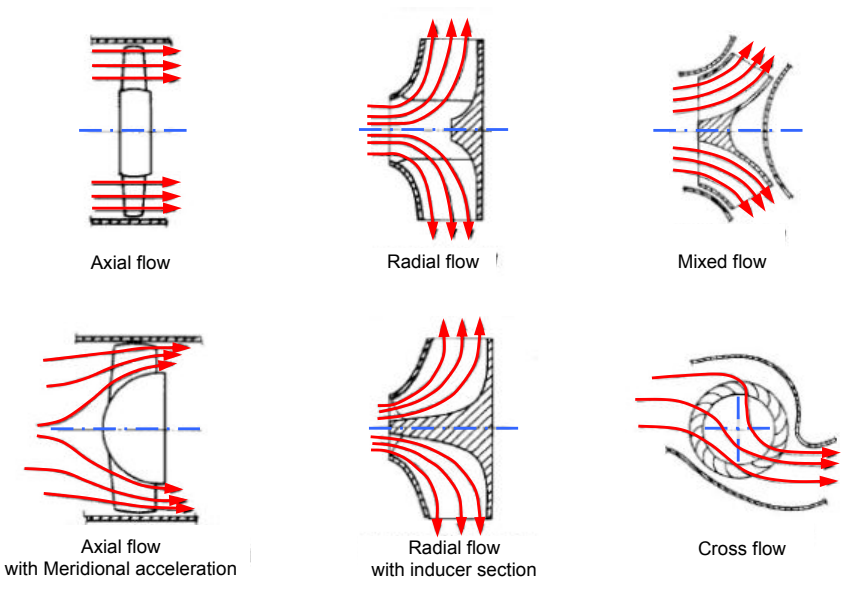 Axial flow
Radial flow
Mixed flow
Axial flow
with Meridional acceleration
Radial flow
with inducer section
Cross flow